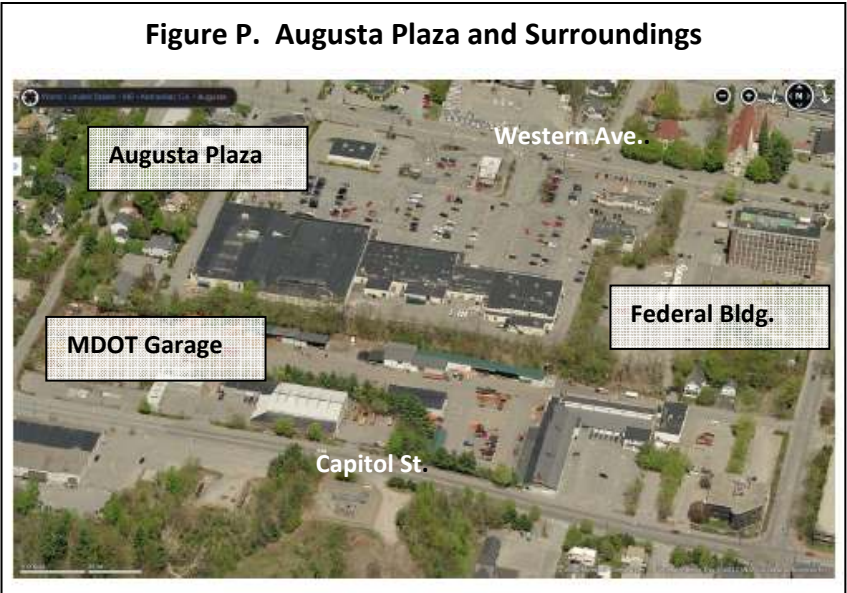 Figure P.  Augusta Plaza and Surroundings
N
Western Ave..
Augusta Plaza
Federal Bldg.
MDOT Garage
Capitol St.